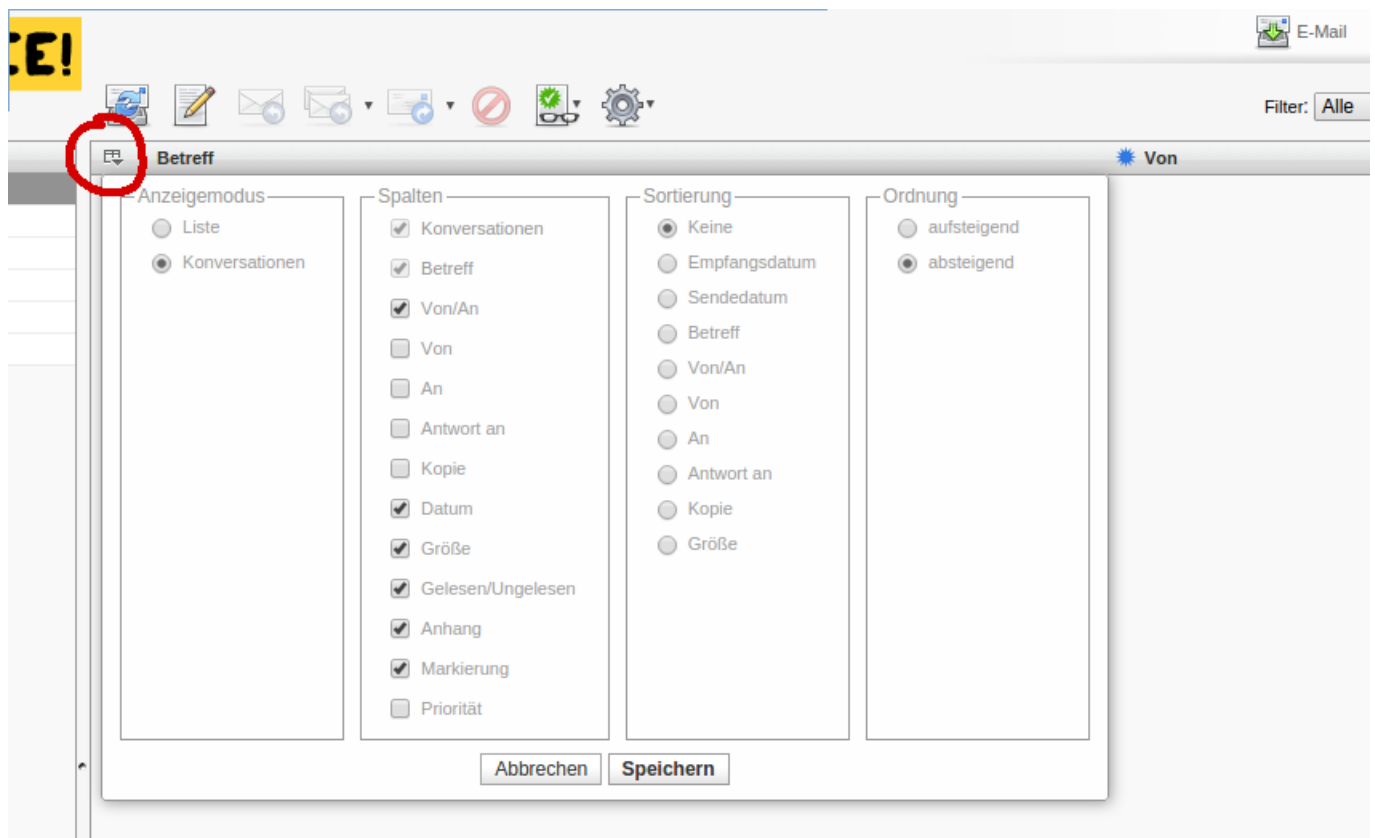 E!
E-Mail
Filter: Alle
Betreff
Von
Anzeigemodus
Liste
Konversationen
Spalten
Konversationen
Betreff
Von/An
Von
An
Antwort an
Kopie
Datum
Größe
Gelesen/Ungelesen
Anhang
Markierung
Priorität
Sortierung
Keine
Empfangsdatum
Sendedatum
Betreff
Von/An
Von
An
Antwort an
Kopie
Größe
Ordnung
aufsteigend
absteigend
Abbrechen
Speichern